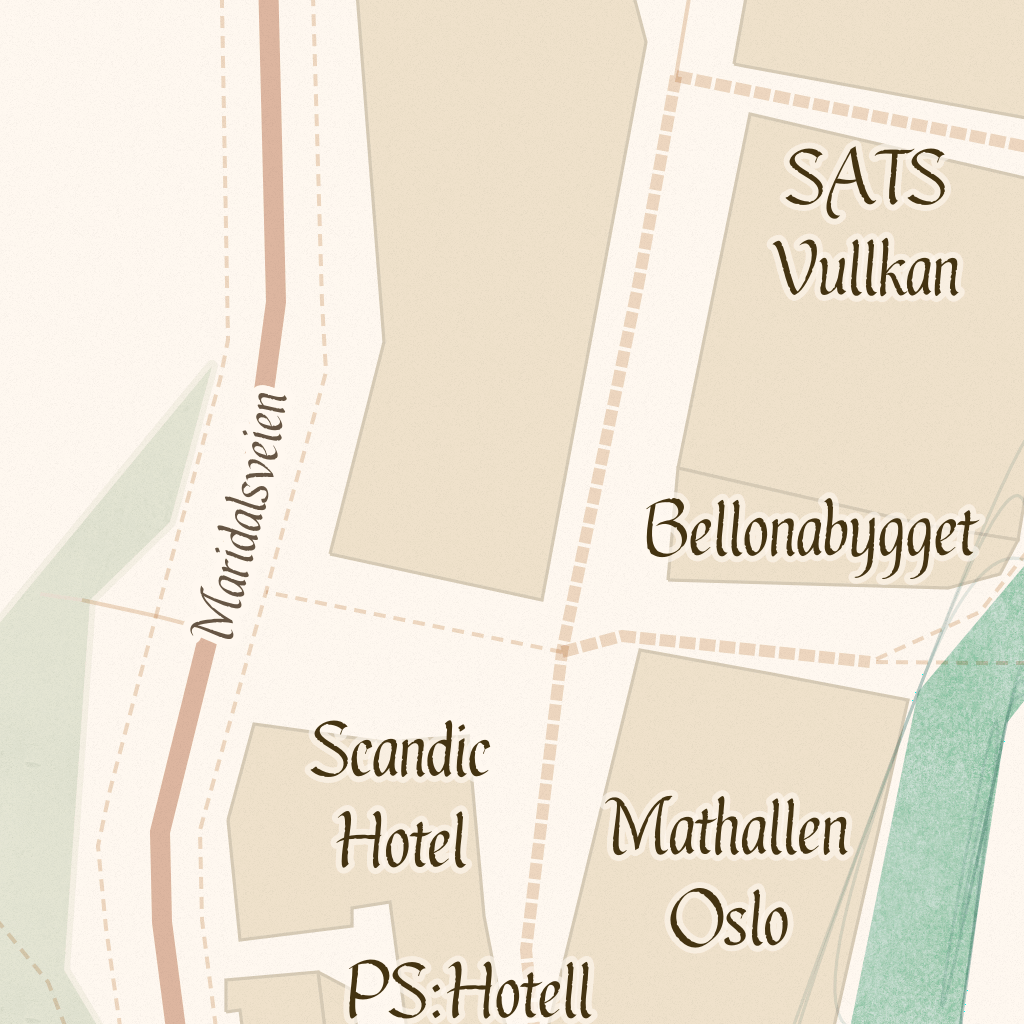 SATS
Vullkan
Maridalsveien
Bellonabygget
Scandic
Hotel
Mathallen
Oslo
PS:Hotell